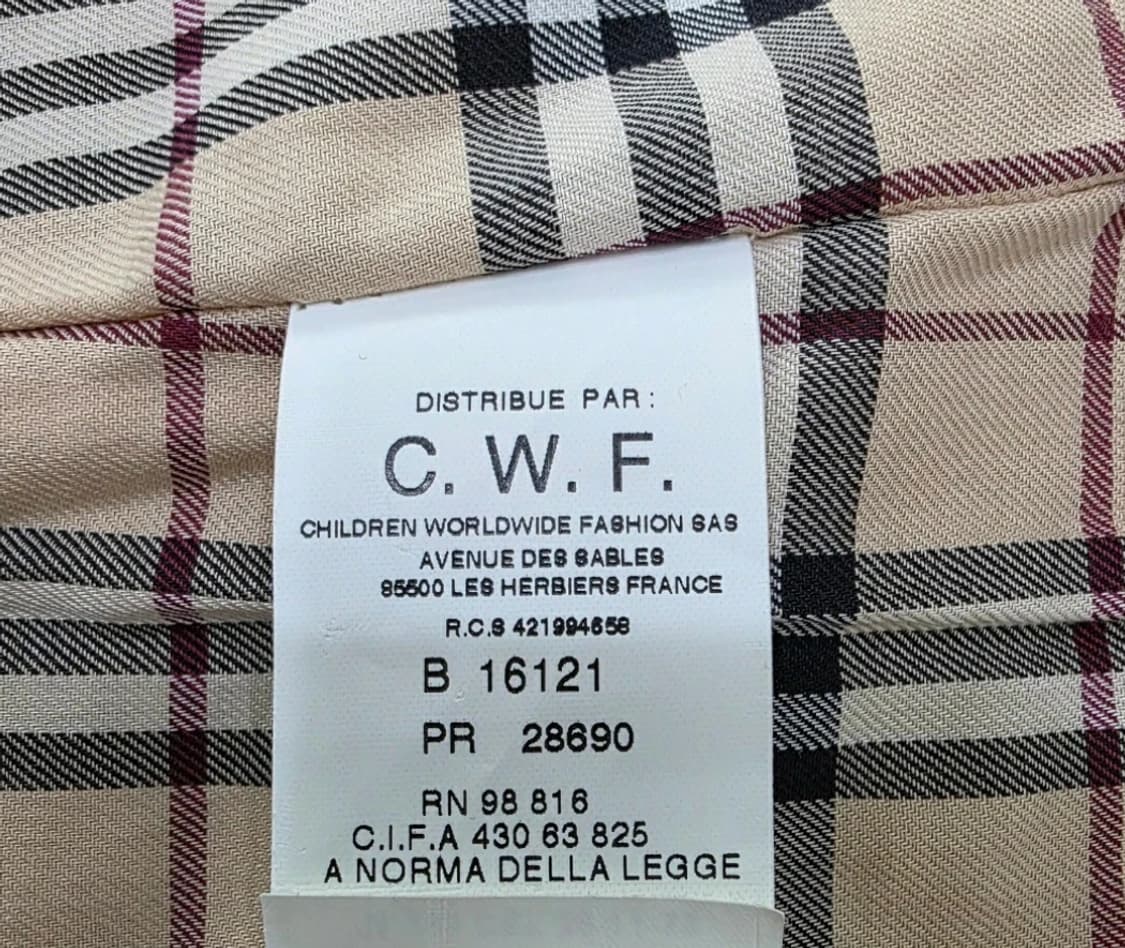 DISTRIBUE PAR :
C. W. F.
CHILDREN WORLDWIDE FASHION SAS
AVENUE DES SABLES
85500 LES HERBIERS FRANCE
R.C.S 421994658
B 16121
PR 28690
RN 98 816
C.I.F.A 430 63 825
A NORMA DELLA LEGGE